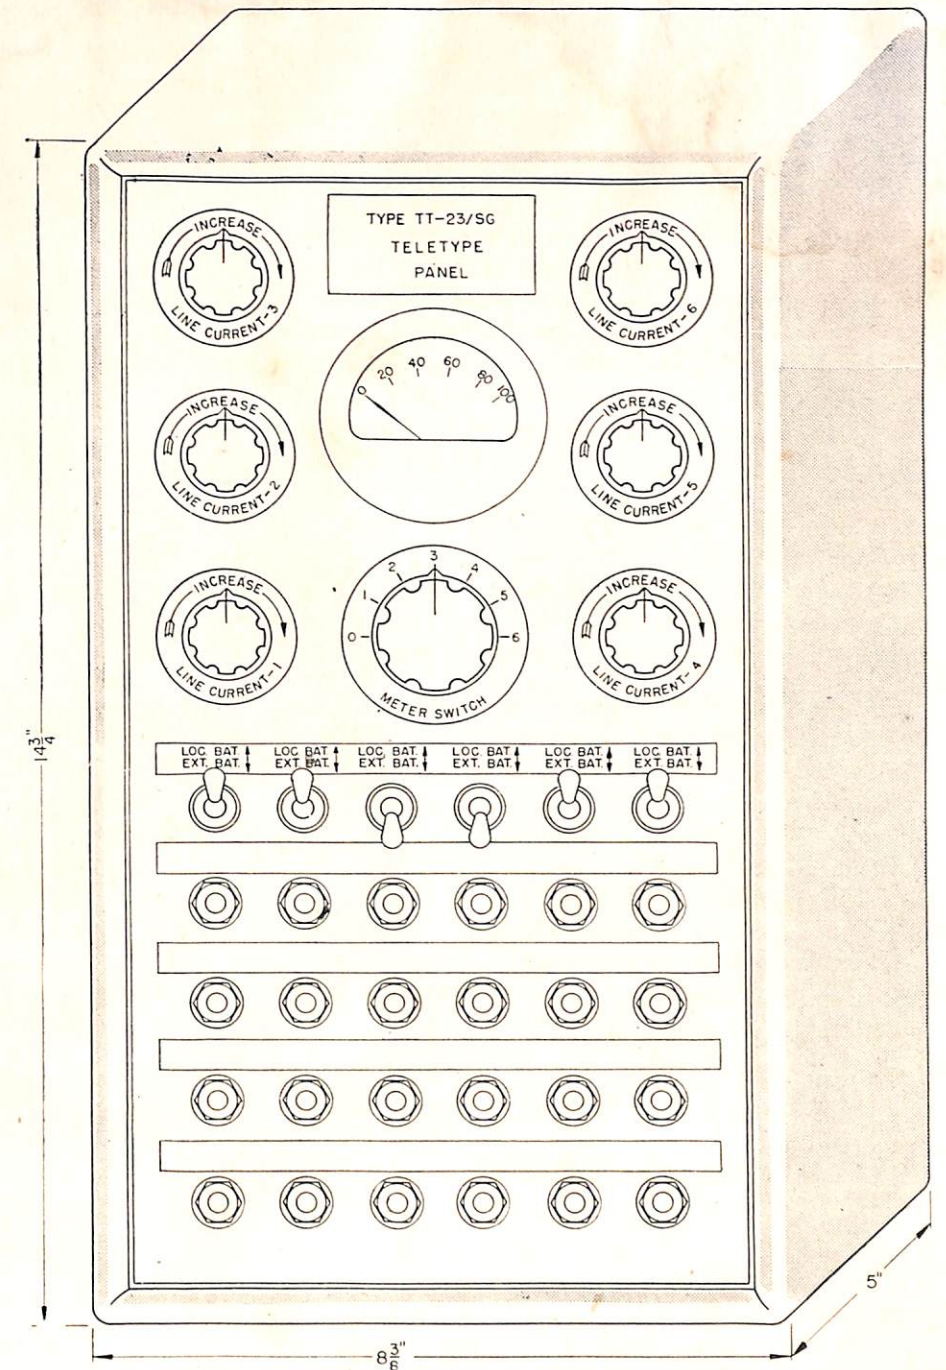 TYPE TT-23/SG
TELETYPE
PANEL
INCREASE
LINE CURRENT-3
INCREASE
LINE CURRENT-6
0 20 40 60 80 100
INCREASE
LINE CURRENT-2
INCREASE
LINE CURRENT-5
INCREASE
LINE CURRENT-1
0 1 2 3 4 5 6
METER SWITCH
INCREASE
LINE CURRENT-4
LOC. BAT. LOC. BAT. LOC. BAT. LOC. BAT. LOC. BAT. LOC. BAT.
EXT. BAT. EXT. BAT. EXT. BAT. EXT. BAT. EXT. BAT. EXT. BAT.
14 3/4"
5"
8 3/8"